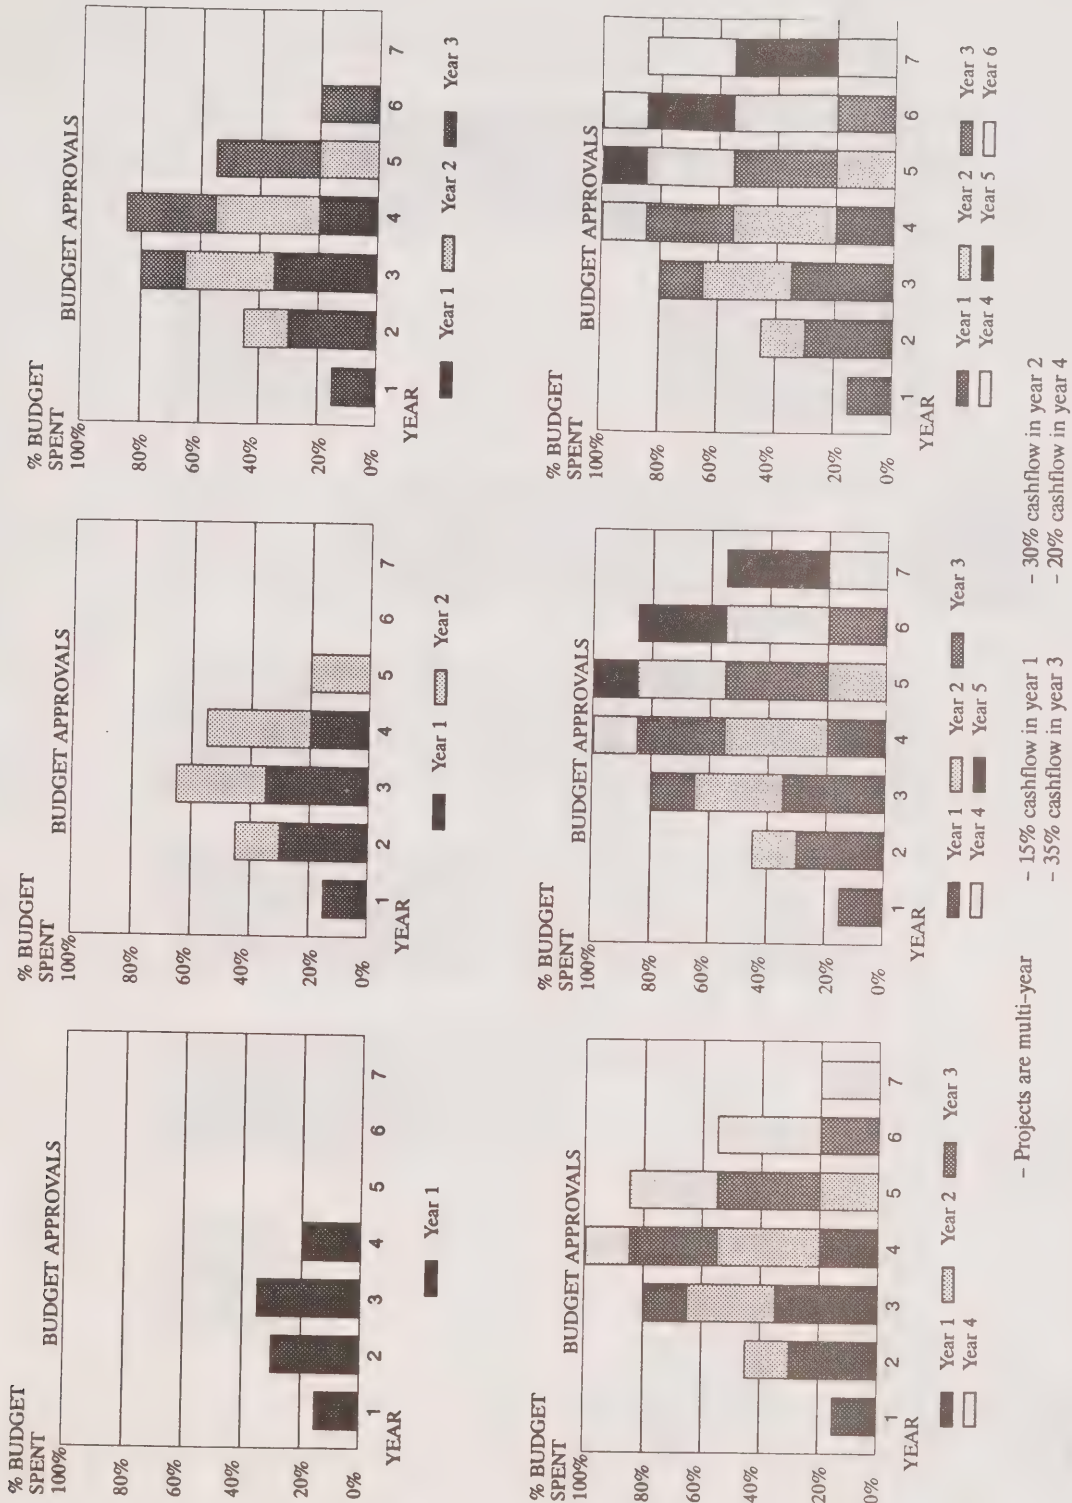 % BUDGET
SPENT
100%
BUDGET APPROVALS
80%
60%
40%
20%
0%
1 2 3 4 5 6 7
YEAR
Year 1
% BUDGET
SPENT
100%
BUDGET APPROVALS
80%
60%
40%
20%
0%
1 2 3 4 5 6 7
YEAR
Year 1 Year 2
% BUDGET
SPENT
100%
BUDGET APPROVALS
80%
60%
40%
20%
0%
1 2 3 4 5 6 7
YEAR
Year 1 Year 2 Year 3
% BUDGET
SPENT
100%
BUDGET APPROVALS
80%
60%
40%
20%
0%
1 2 3 4 5 6 7
YEAR
Year 1 Year 2 Year 3
Year 4
% BUDGET
SPENT
100%
BUDGET APPROVALS
80%
60%
40%
20%
0%
1 2 3 4 5 6 7
YEAR
Year 1 Year 2 Year 3
Year 4 Year 5
% BUDGET
SPENT
100%
BUDGET APPROVALS
80%
60%
40%
20%
0%
1 2 3 4 5 6 7
YEAR
Year 1 Year 2 Year 3
Year 4 Year 5 Year 6
– Projects are multi–year
– 15% cashflow in year 1 – 30% cashflow in year 2
– 35% cashflow in year 3 – 20% cashflow in year 4